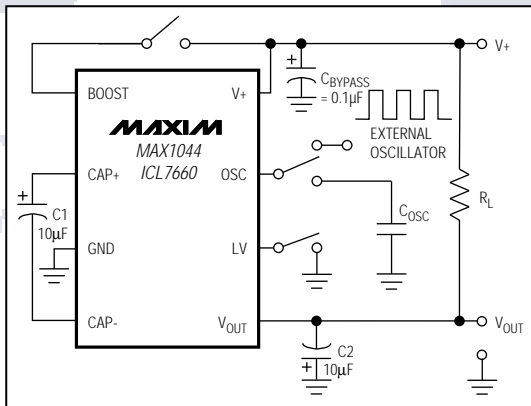 V+
+
CBYPASS
= 0.1µF
BOOST
V+
MAXIM
MAX1044
ICL7660
EXTERNAL
OSCILLATOR
CAP+
OSC
+
C1
10µF
COSC
RL
GND
LV
CAP-
VOUT
VOUT
C2
+
10µF